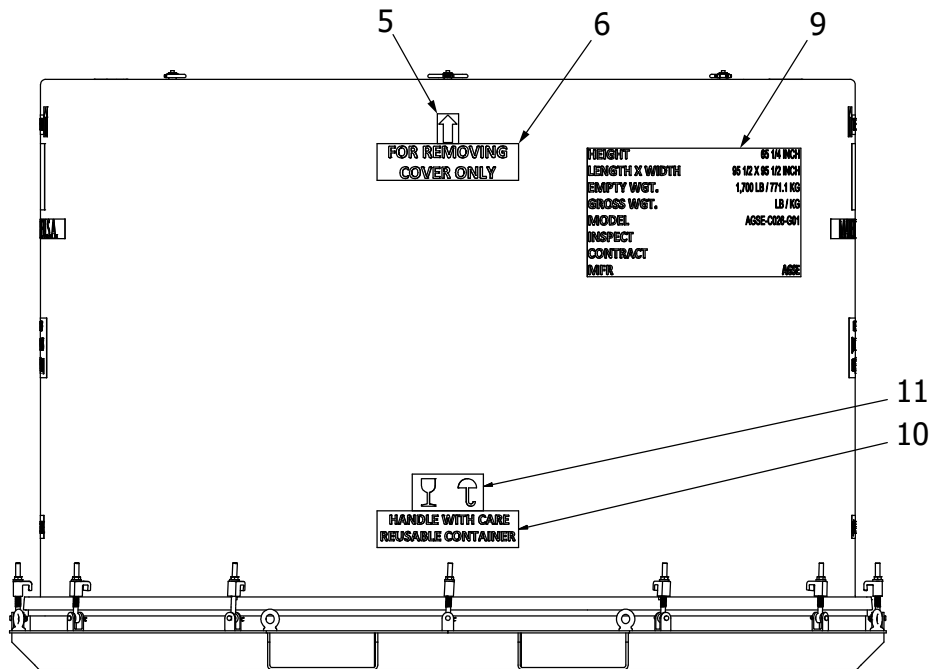 5
6
9
FOR REMOVING
COVER ONLY
HEIGHT 65 1/4 INCH
LENGTH X WIDTH 95 1/2 X 95 1/2 INCH
EMPTY WGT. 1,700 LB / 771.1 KG
GROSS WGT. LB / KG
MODEL AGSE-C026-G01
INSPECT
CONTRACT
MFR AGSE
11
10
HANDLE WITH CARE
REUSABLE CONTAINER